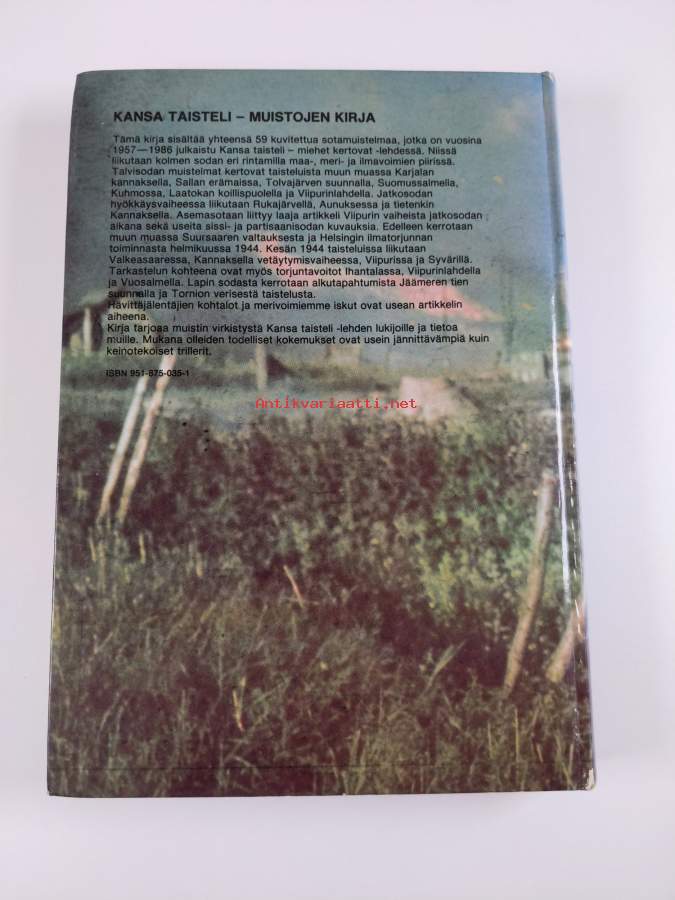 KANSA TAISTELI – MUISTOJEN KIRJA
Tämä kirja sisältää yhteensä 59 kuvitettua sotamuistelmaa, jotka on vuosina
1957—1986 julkaistu Kansa taisteli – miehet kertovat -lehdessä. Niissä
liikutaan kolmen sodan eri rintamilla maa-, meri- ja ilmavoimien piirissä.
Talvisodan muistelmat kertovat taisteluista muun muassa Karjalan
kannaksella, Sallan erämaissa, Tolvajärven suunnalla, Suomussalmella,
Kuhmossa, Laatokan koillispuolella ja Viipurinlahdella. Jatkosodan
hyökkäysvaiheessa liikutaan Rukajärvellä, Aunuksessa ja tietenkin
Kannaksella. Asemasotaan liittyy laaja artikkeli Viipurin vaiheista jatkosodan
aikana sekä useita sissi- ja partisaanisodan kuvauksia. Edelleen kerrotaan
muun muassa Suursaaren valtauksesta ja Helsingin ilmatorjunnan
toiminnasta helmikuussa 1944. Kesän 1944 taisteluissa liikutaan
Valkeasaaressa, Kannaksella vetäytymisvaiheessa, Viipurissa ja Syvärillä.
Tarkastelun kohteena ovat myös torjuntavoitot Ihantalassa, Viipurinlahdella
ja Vuosalmella. Lapin sodasta kerrotaan alkutapahtumista Jäämeren tien
suunnalla ja Tornion verisestä taistelusta.
Hävittäjälentäjien kohtalot ja merivoimiemme iskut ovat usean artikkelin
aiheena.
Kirja tarjoaa muistin virkistystä Kansa taisteli -lehden lukijoille ja tietoa
muille. Mukana olleiden todelliset kokemukset ovat usein jännittävämpiä kuin
keinotekoiset trillerit.
ISBN 951-875-035-1
Antikvariaatti.net